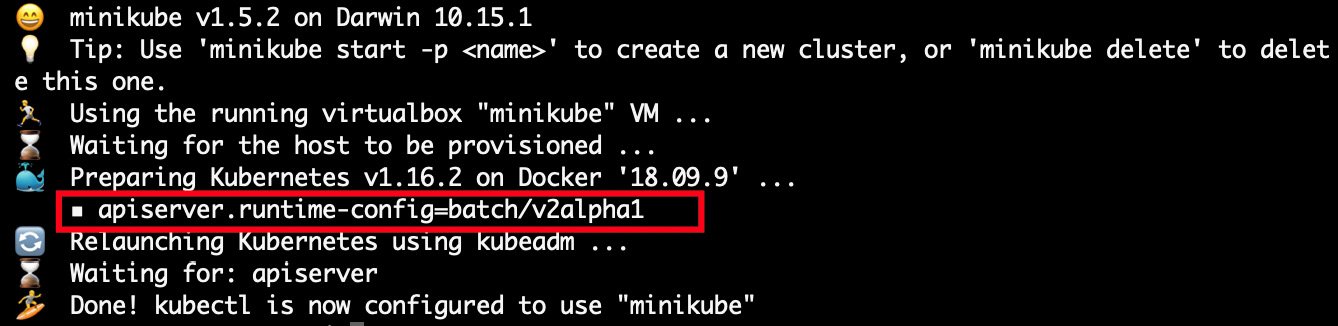 😄 minikube v1.5.2 on Darwin 10.15.1
💡 Tip: Use 'minikube start -p <name>' to create a new cluster, or 'minikube delete' to delet
e this one.
🏃 Using the running virtualbox "minikube" VM ...
⌛ Waiting for the host to be provisioned ...
🐳 Preparing Kubernetes v1.16.2 on Docker '18.09.9' ...
▪ apiserver.runtime-config=batch/v2alpha1
🔄 Relaunching Kubernetes using kubeadm ...
⌛ Waiting for: apiserver
🏄 Done! kubectl is now configured to use "minikube"